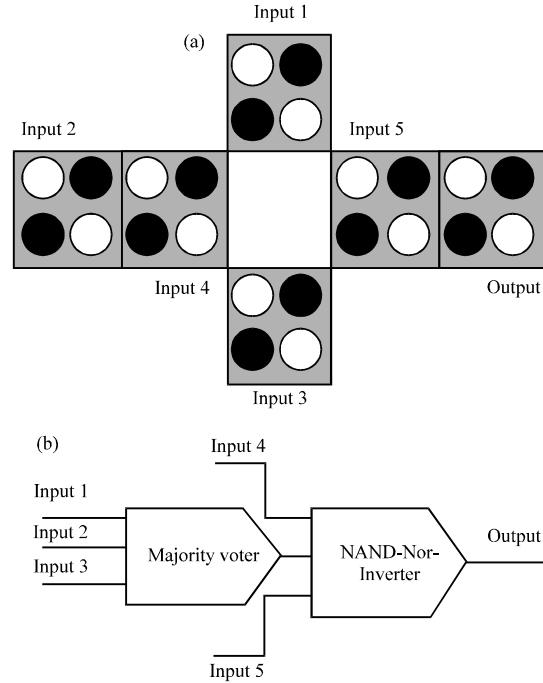 Input 1
(a)
Input 2
Input 5
Input 4
Output
Input 3
(b)
Input 4
Input 1
Input 2
Input 3
Majority voter
NAND-Nor-
Inverter
Output
Input 5